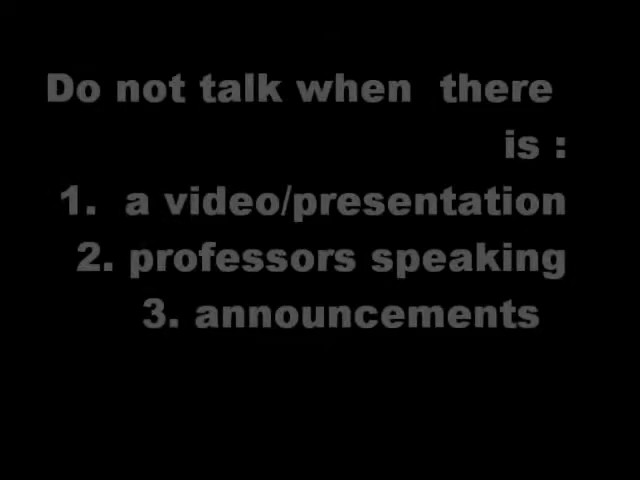 Do not talk when there
is :
1. a video/presentation
2. professors speaking
3. announcements